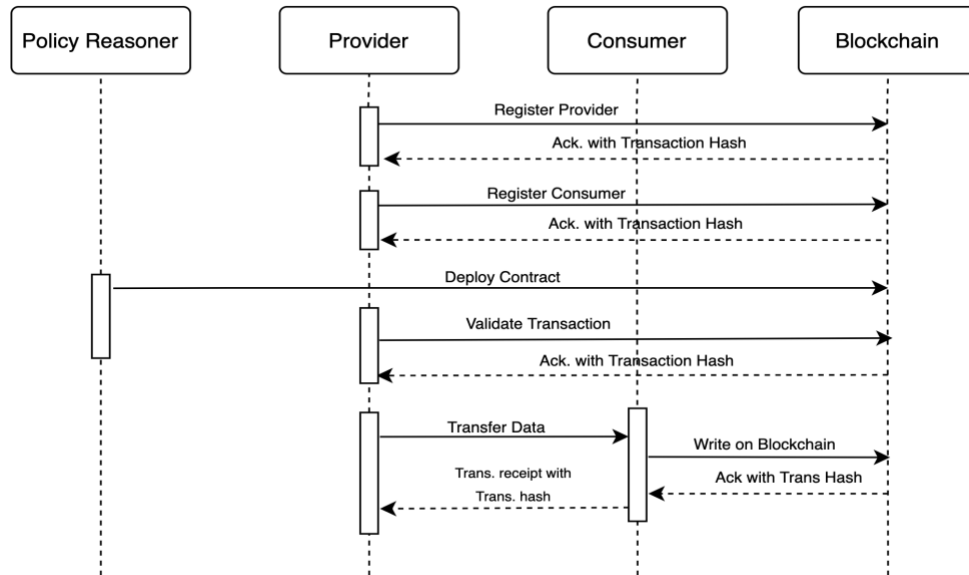 Policy Reasoner
Provider
Consumer
Blockchain
Register Provider
Ack. with Transaction Hash
Register Consumer
Ack. with Transaction Hash
Deploy Contract
Validate Transaction
Ack. with Transaction Hash
Transfer Data
Write on Blockchain
Trans. receipt with
Trans. hash
Ack with Trans Hash